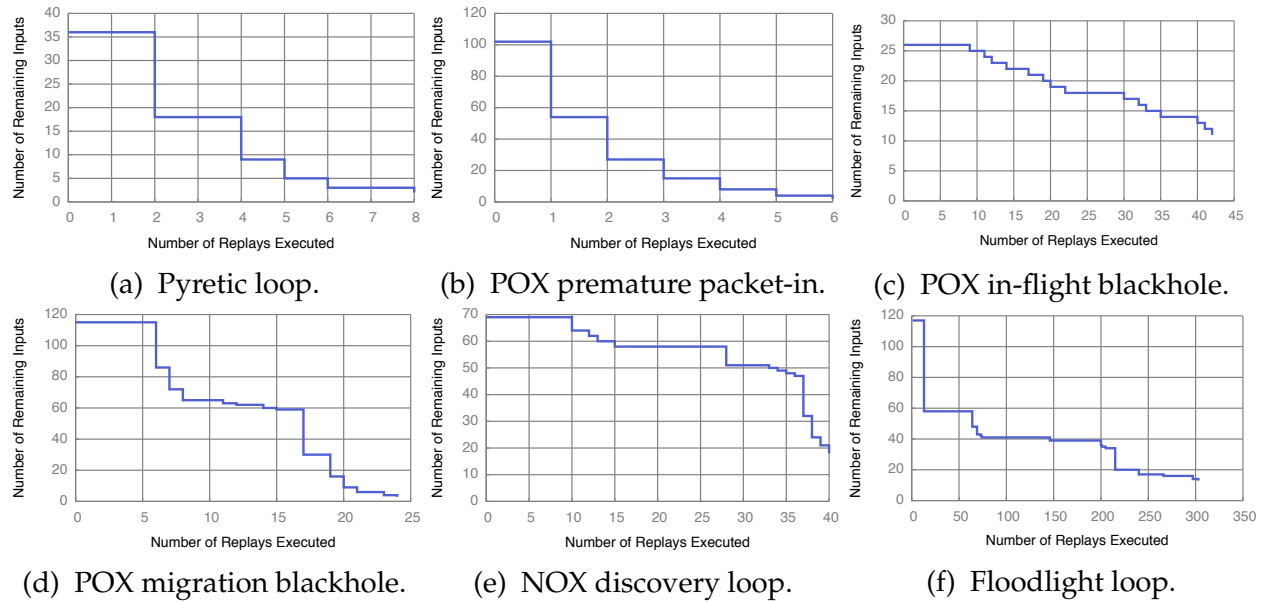 Number of Remaining Inputs
40
35
30
25
20
15
10
5
0
0 1 2 3 4 5 6 7 8
Number of Replays Executed
(a) Pyretic loop.
Number of Remaining Inputs
120
100
80
60
40
20
0
0 1 2 3 4 5 6
Number of Replays Executed
(b) POX premature packet-in.
Number of Remaining Inputs
30
25
20
15
10
5
0
0 5 10 15 20 25 30 35 40 45
Number of Replays Executed
(c) POX in-flight blackhole.
Number of Remaining Inputs
120
100
80
60
40
20
0
0 5 10 15 20 25
Number of Replays Executed
(d) POX migration blackhole.
Number of Remaining Inputs
70
60
50
40
30
20
10
0
0 5 10 15 20 25 30 35 40
Number of Replays Executed
(e) NOX discovery loop.
Number of Remaining Inputs
120
100
80
60
40
20
0
0 50 100 150 200 250 300 350
Number of Replays Executed
(f) Floodlight loop.